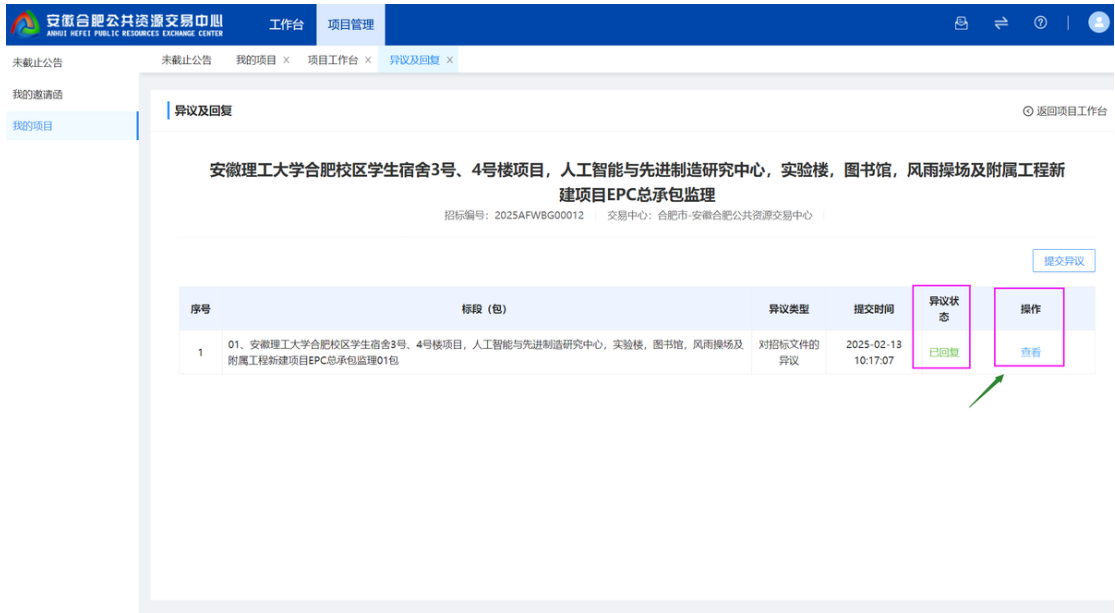 安徽合肥公共资源交易中心
ANHUI HEFEI PUBLIC RESOURCES EXCHANGE CENTER
工作台
项目管理
未截止公告
我的邀请函
我的项目
未截止公告
我的项目 ×
项目工作台 ×
异议及回复 ×
异议及回复
返回项目工作台
安徽理工大学合肥校区学生宿舍3号、4号楼项目，人工智能与先进制造研究中心，实验楼，图书馆，风雨操场及附属工程新
建项目EPC总承包监理
招标编号：2025AFWBG00012
交易中心：合肥市-安徽合肥公共资源交易中心
提交异议
序号
标段（包）
异议类型
提交时间
异议状
态
操作
1
01、安徽理工大学合肥校区学生宿舍3号、4号楼项目，人工智能与先进制造研究中心，实验楼，图书馆，风雨操场及
附属工程新建项目EPC总承包监理01包
对招标文件的
异议
2025-02-13
10:17:07
已回复
查看